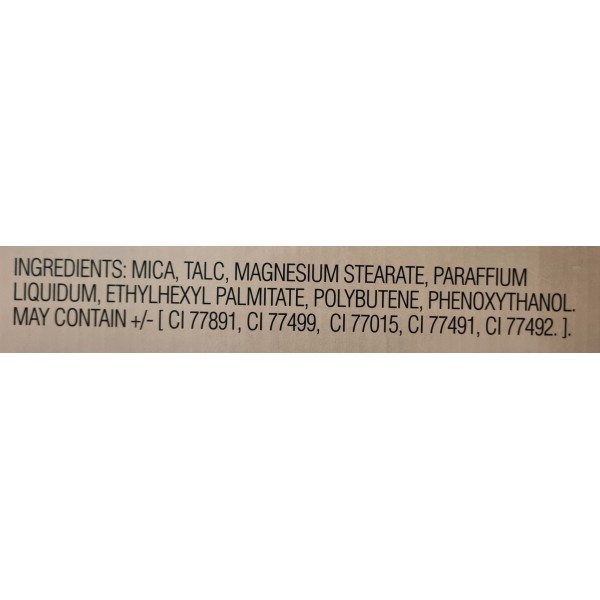 INGREDIENTS: MICA, TALC, MAGNESIUM STEARATE, PARAFFIUM
LIQUIDUM, ETHYLHEXYL PALMITATE, POLYBUTENE, PHENOXYTHANOL.
MAY CONTAIN +/- [ CI 77891, CI 77499,  CI 77015, CI 77491, CI 77492. ].